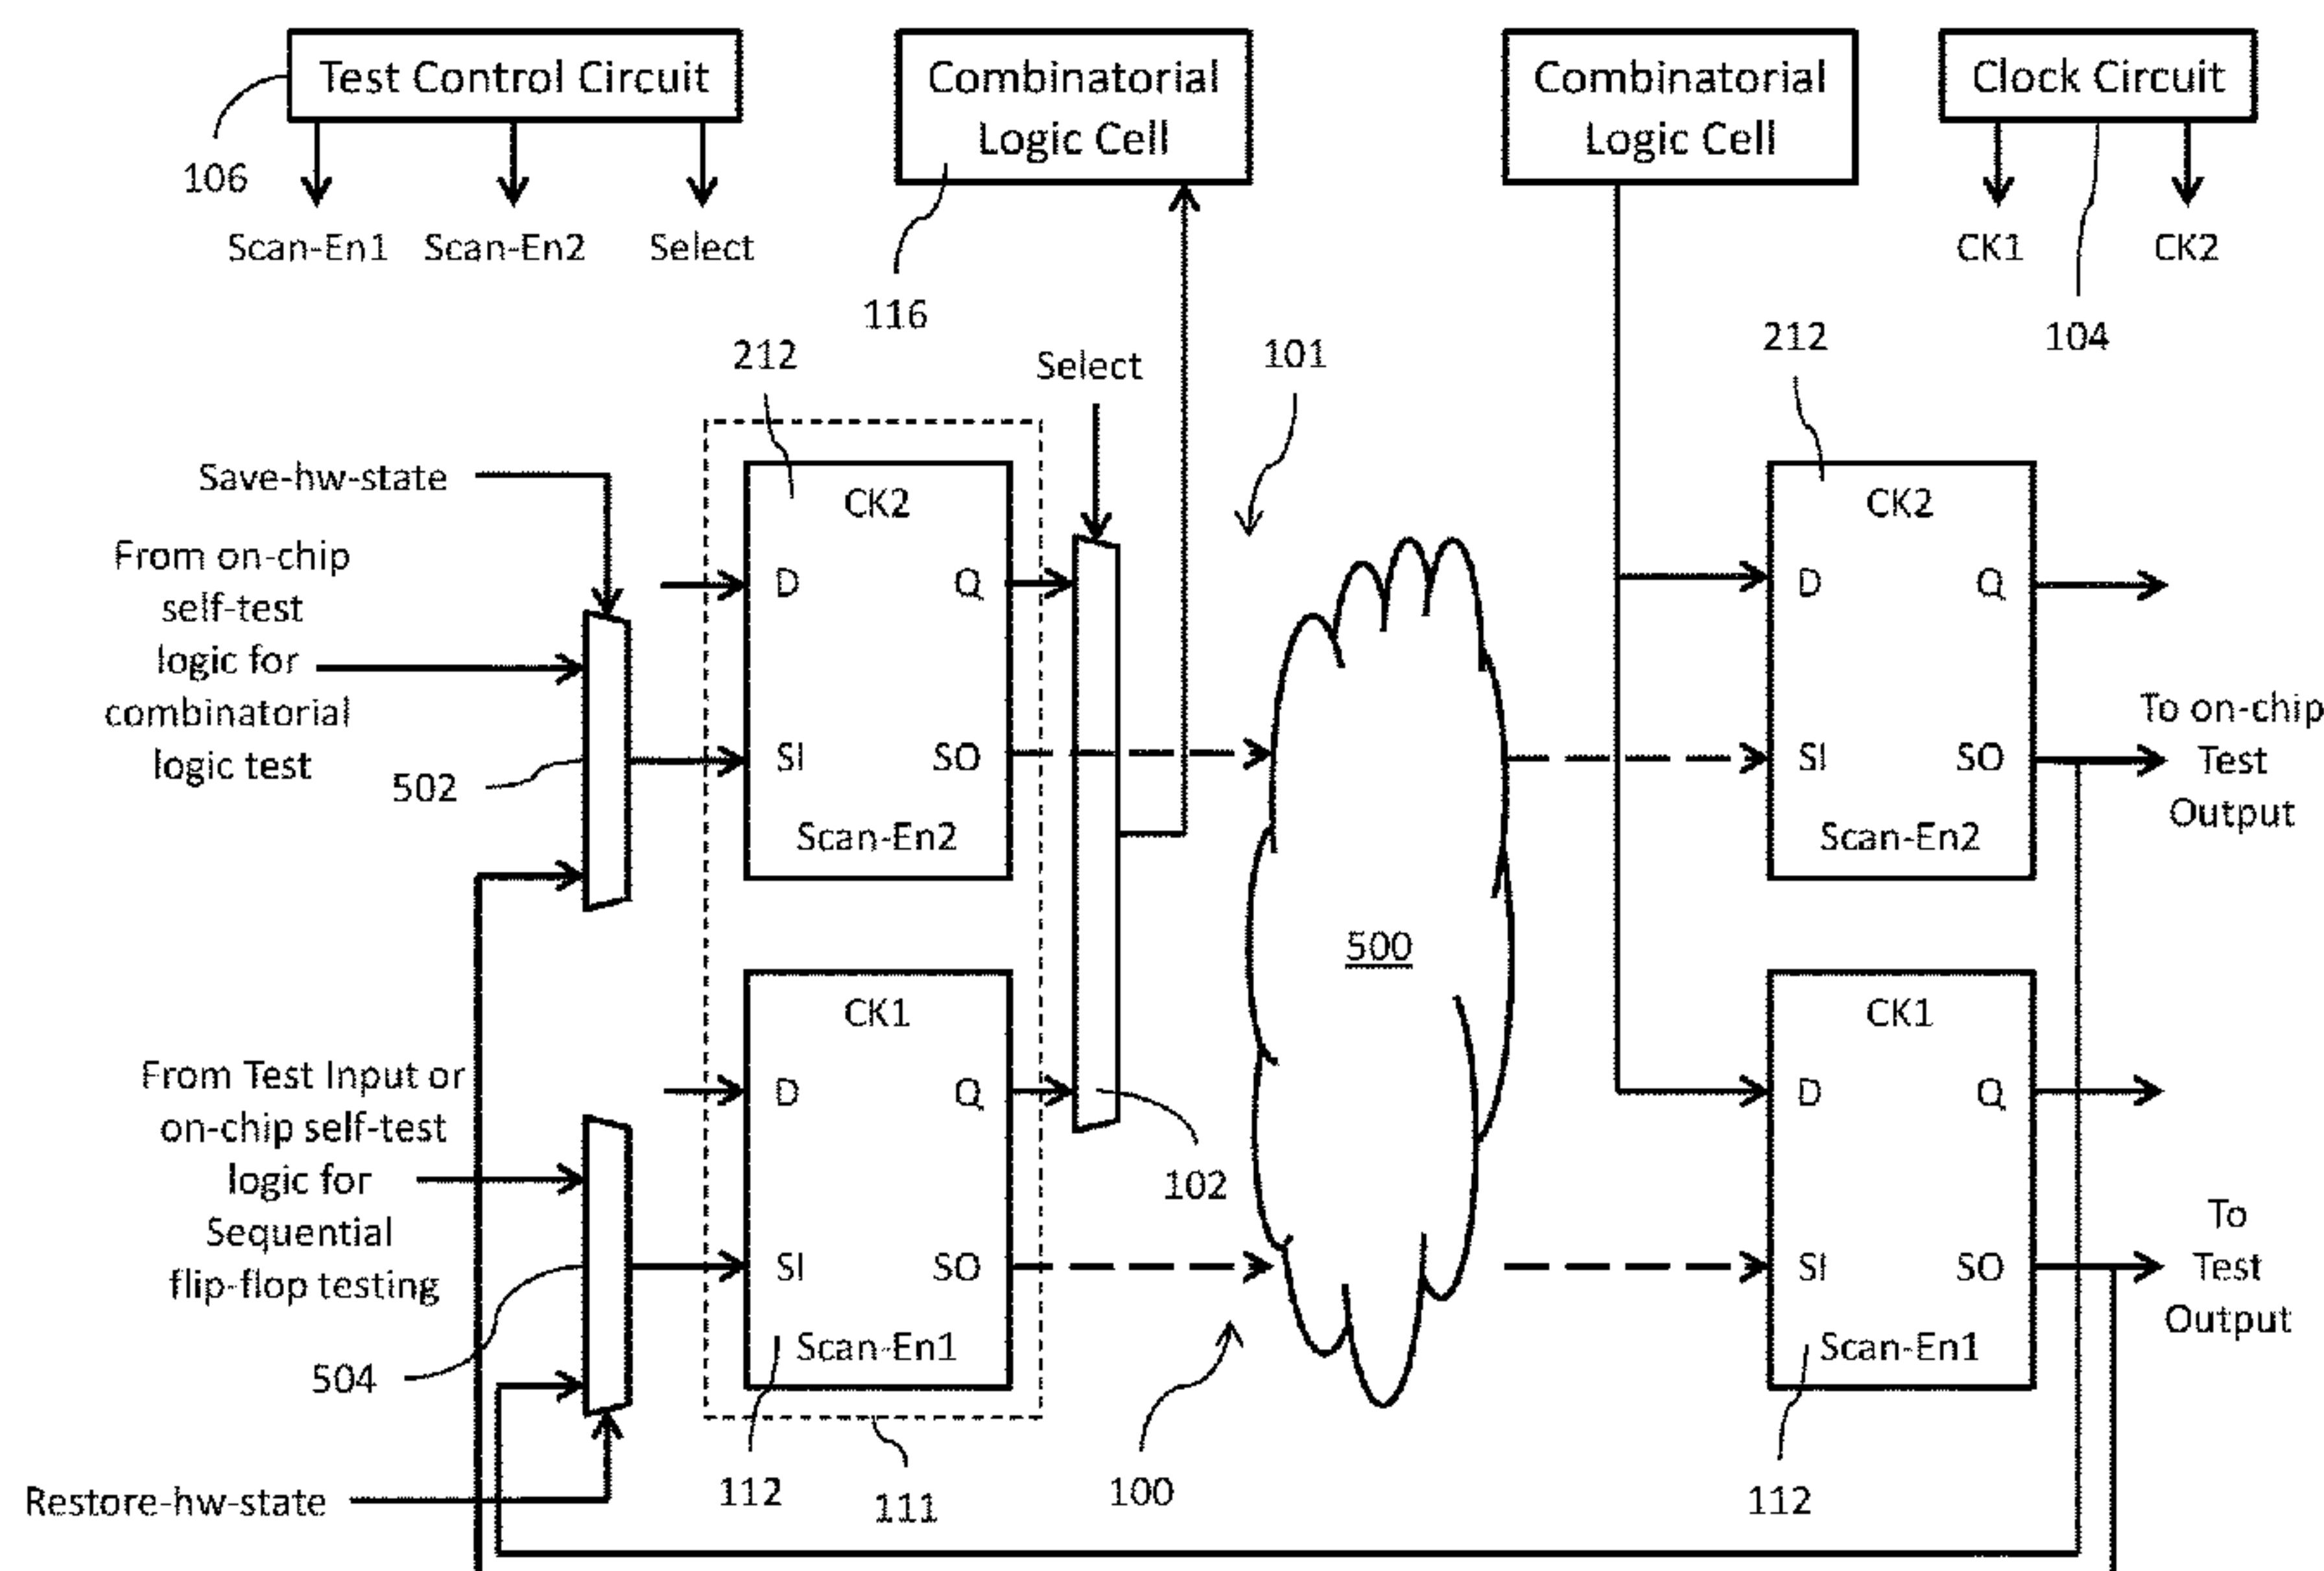 Test Control Circuit
Combinatorial
Logic Cell
Combinatorial
Logic Cell
Clock Circuit
106
Scan-En1
Scan-En2
Select
116
CK1
CK2
104
212
Select
101
212
Save-hw-state
From on-chip
self-test
logic for
combinatorial
logic test
502
CK2
D
Q
SI
SO
Scan-En2
CK2
D
Q
SI
SO
Scan-En2
To on-chip
Test
Output
500
From Test Input or
on-chip self-test
logic for
Sequential
flip-flop testing
504
CK1
D
Q
SI
SO
Scan-En1
102
CK1
D
Q
SI
SO
Scan-En1
To
Test
Output
Restore-hw-state
112
111
100
112